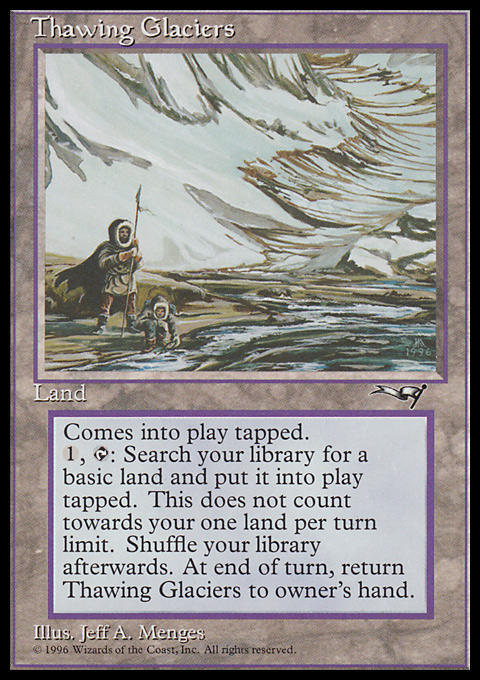 Thawing Glaciers
1996
Land
Comes into play tapped.
1, : Search your library for a
basic land and put it into play
tapped. This does not count
towards your one land per turn
limit. Shuffle your library
afterwards. At end of turn, return
Thawing Glaciers to owner's hand.
Illus. Jeff A. Menges
© 1996 Wizards of the Coast, Inc. All rights reserved.